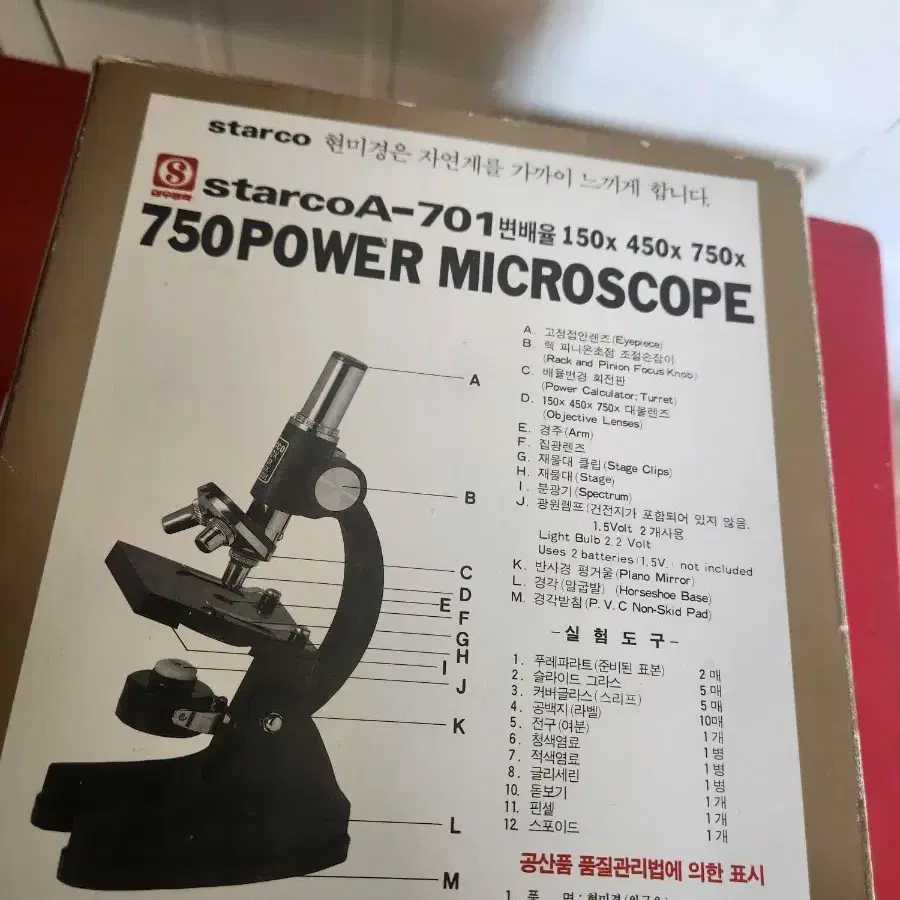 starco 현미경은 자연계를 가까이 느끼게 합니다.
S
starcoA-701 변배율 150x 450x 750x
750POWER MICROSCOPE
A. 고정접안렌즈(Eyepiece)
B. 렉 피니온초정 조절손잡이
(Rack and Pinion Focus Knob)
C. 배율변경 회전판
(Power Calculator; Turret)
D. 150x 450x 750x 대물렌즈
(Objective Lenses)
E. 경주(Arm)
F. 집광렌즈
G. 재물대 클립(Stage Clips)
H. 재물대(Stage)
I. 분광기(Spectrum)
J. 광원렘프(건전지가 포함되어 있지 않음.
1.5Volt 2개사용
Light Bulb 2.2 Volt
Uses 2 batteries(1.5V.) not included
K. 반사경 평거울(Plano Mirror)
L. 경각(말굽발) (Horseshoe Base)
M. 경각받침(P.V.C Non-Skid Pad)
A
B
C
D
E
F
G
H
I
J
K
L
M
-실험도구-
1. 푸레파라트(준비된 표본) 2매
2. 슬라이드 그라스 5매
3. 커버글라스(스리프) 5매
4. 공백지(라벨) 10매
5. 전구(여분) 1개
6. 청색염료 1병
7. 적색염료 1병
8. 글리세린 1병
10. 돋보기 1개
11. 핀셀 1개
12. 스포이드 1개
공산품 품질관리법에 의한 표시
1. 품 명:현미경